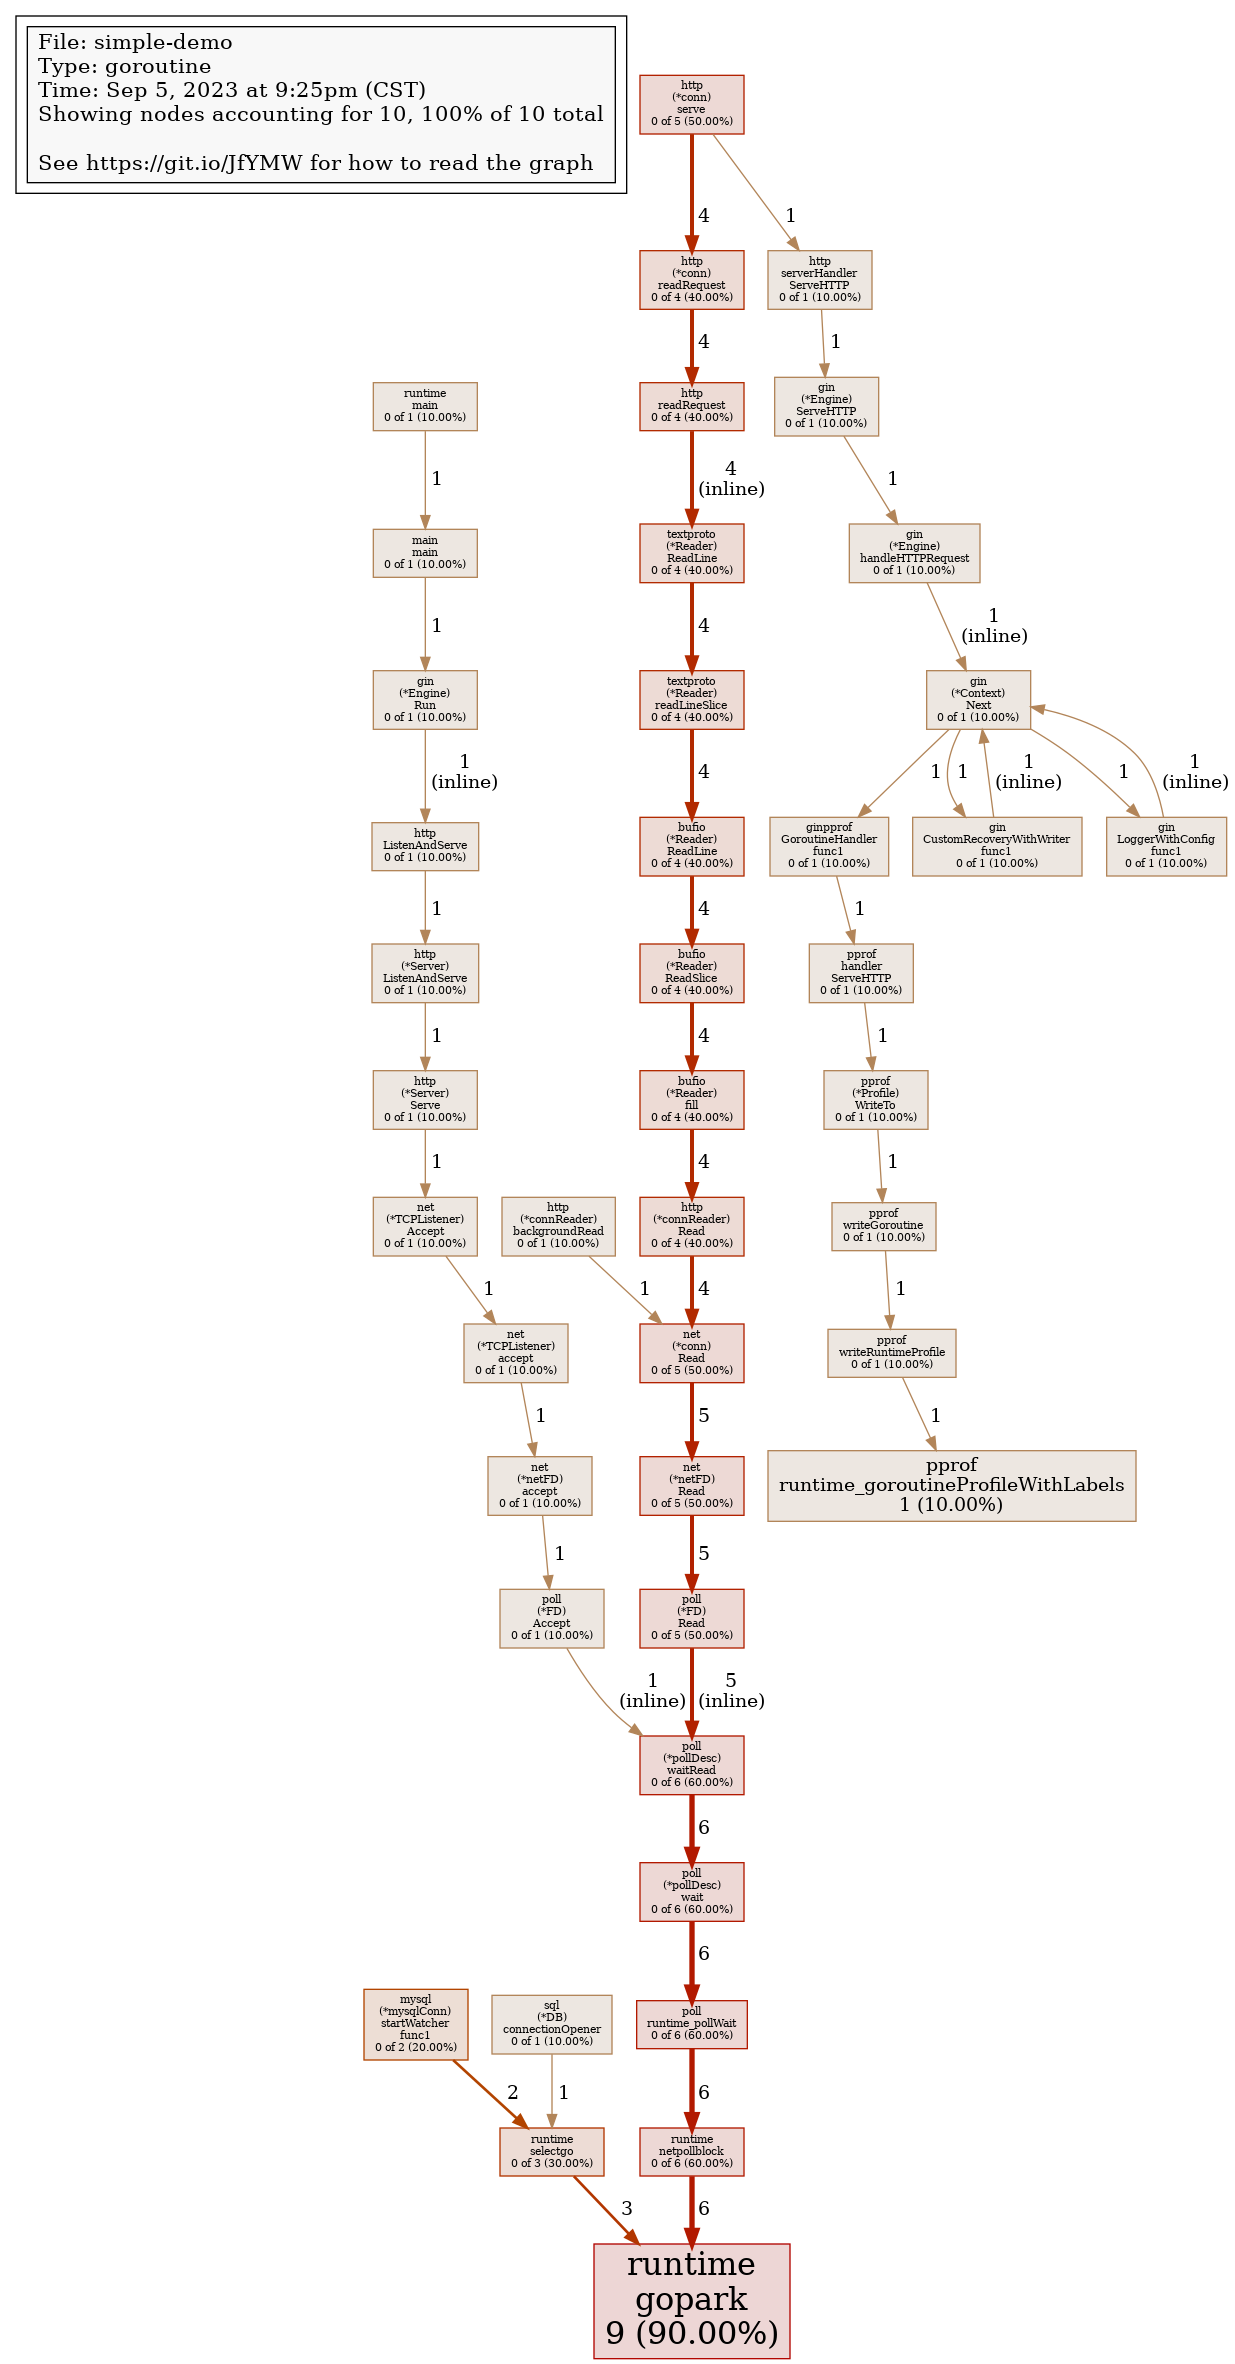 File: simple-demo
Type: goroutine
Time: Sep 5, 2023 at 9:25pm (CST)
Showing nodes accounting for 10, 100% of 10 total
See https://git.io/JfYMW for how to read the graph
http
(*conn)
serve
0 of 5 (50.00%)
4
1
http
(*conn)
readRequest
0 of 4 (40.00%)
http
serverHandler
ServeHTTP
0 of 1 (10.00%)
4
1
runtime
main
0 of 1 (10.00%)
http
readRequest
0 of 4 (40.00%)
gin
(*Engine)
ServeHTTP
0 of 1 (10.00%)
1
4
(inline)
1
main
main
0 of 1 (10.00%)
textproto
(*Reader)
ReadLine
0 of 4 (40.00%)
gin
(*Engine)
handleHTTPRequest
0 of 1 (10.00%)
1
4
1
(inline)
gin
(*Engine)
Run
0 of 1 (10.00%)
textproto
(*Reader)
readLineSlice
0 of 4 (40.00%)
gin
(*Context)
Next
0 of 1 (10.00%)
1
(inline)
4
1
1
1
(inline)
1
1
(inline)
http
ListenAndServe
0 of 1 (10.00%)
bufio
(*Reader)
ReadLine
0 of 4 (40.00%)
ginpprof
GoroutineHandler
func1
0 of 1 (10.00%)
gin
CustomRecoveryWithWriter
func1
0 of 1 (10.00%)
gin
LoggerWithConfig
func1
0 of 1 (10.00%)
1
4
1
http
(*Server)
ListenAndServe
0 of 1 (10.00%)
bufio
(*Reader)
ReadSlice
0 of 4 (40.00%)
pprof
handler
ServeHTTP
0 of 1 (10.00%)
1
4
1
http
(*Server)
Serve
0 of 1 (10.00%)
bufio
(*Reader)
fill
0 of 4 (40.00%)
pprof
(*Profile)
WriteTo
0 of 1 (10.00%)
1
4
1
net
(*TCPListener)
Accept
0 of 1 (10.00%)
http
(*connReader)
backgroundRead
0 of 1 (10.00%)
http
(*connReader)
Read
0 of 4 (40.00%)
pprof
writeGoroutine
0 of 1 (10.00%)
1
1
4
1
net
(*TCPListener)
accept
0 of 1 (10.00%)
net
(*conn)
Read
0 of 5 (50.00%)
pprof
writeRuntimeProfile
0 of 1 (10.00%)
1
5
1
net
(*netFD)
accept
0 of 1 (10.00%)
net
(*netFD)
Read
0 of 5 (50.00%)
pprof
runtime_goroutineProfileWithLabels
1 (10.00%)
1
5
poll
(*FD)
Accept
0 of 1 (10.00%)
poll
(*FD)
Read
0 of 5 (50.00%)
1
(inline)
5
(inline)
poll
(*pollDesc)
waitRead
0 of 6 (60.00%)
6
poll
(*pollDesc)
wait
0 of 6 (60.00%)
6
mysql
(*mysqlConn)
startWatcher
func1
0 of 2 (20.00%)
sql
(*DB)
connectionOpener
0 of 1 (10.00%)
poll
runtime_pollWait
0 of 6 (60.00%)
2
1
6
runtime
selectgo
0 of 3 (30.00%)
runtime
netpollblock
0 of 6 (60.00%)
3
6
runtime
gopark
9 (90.00%)